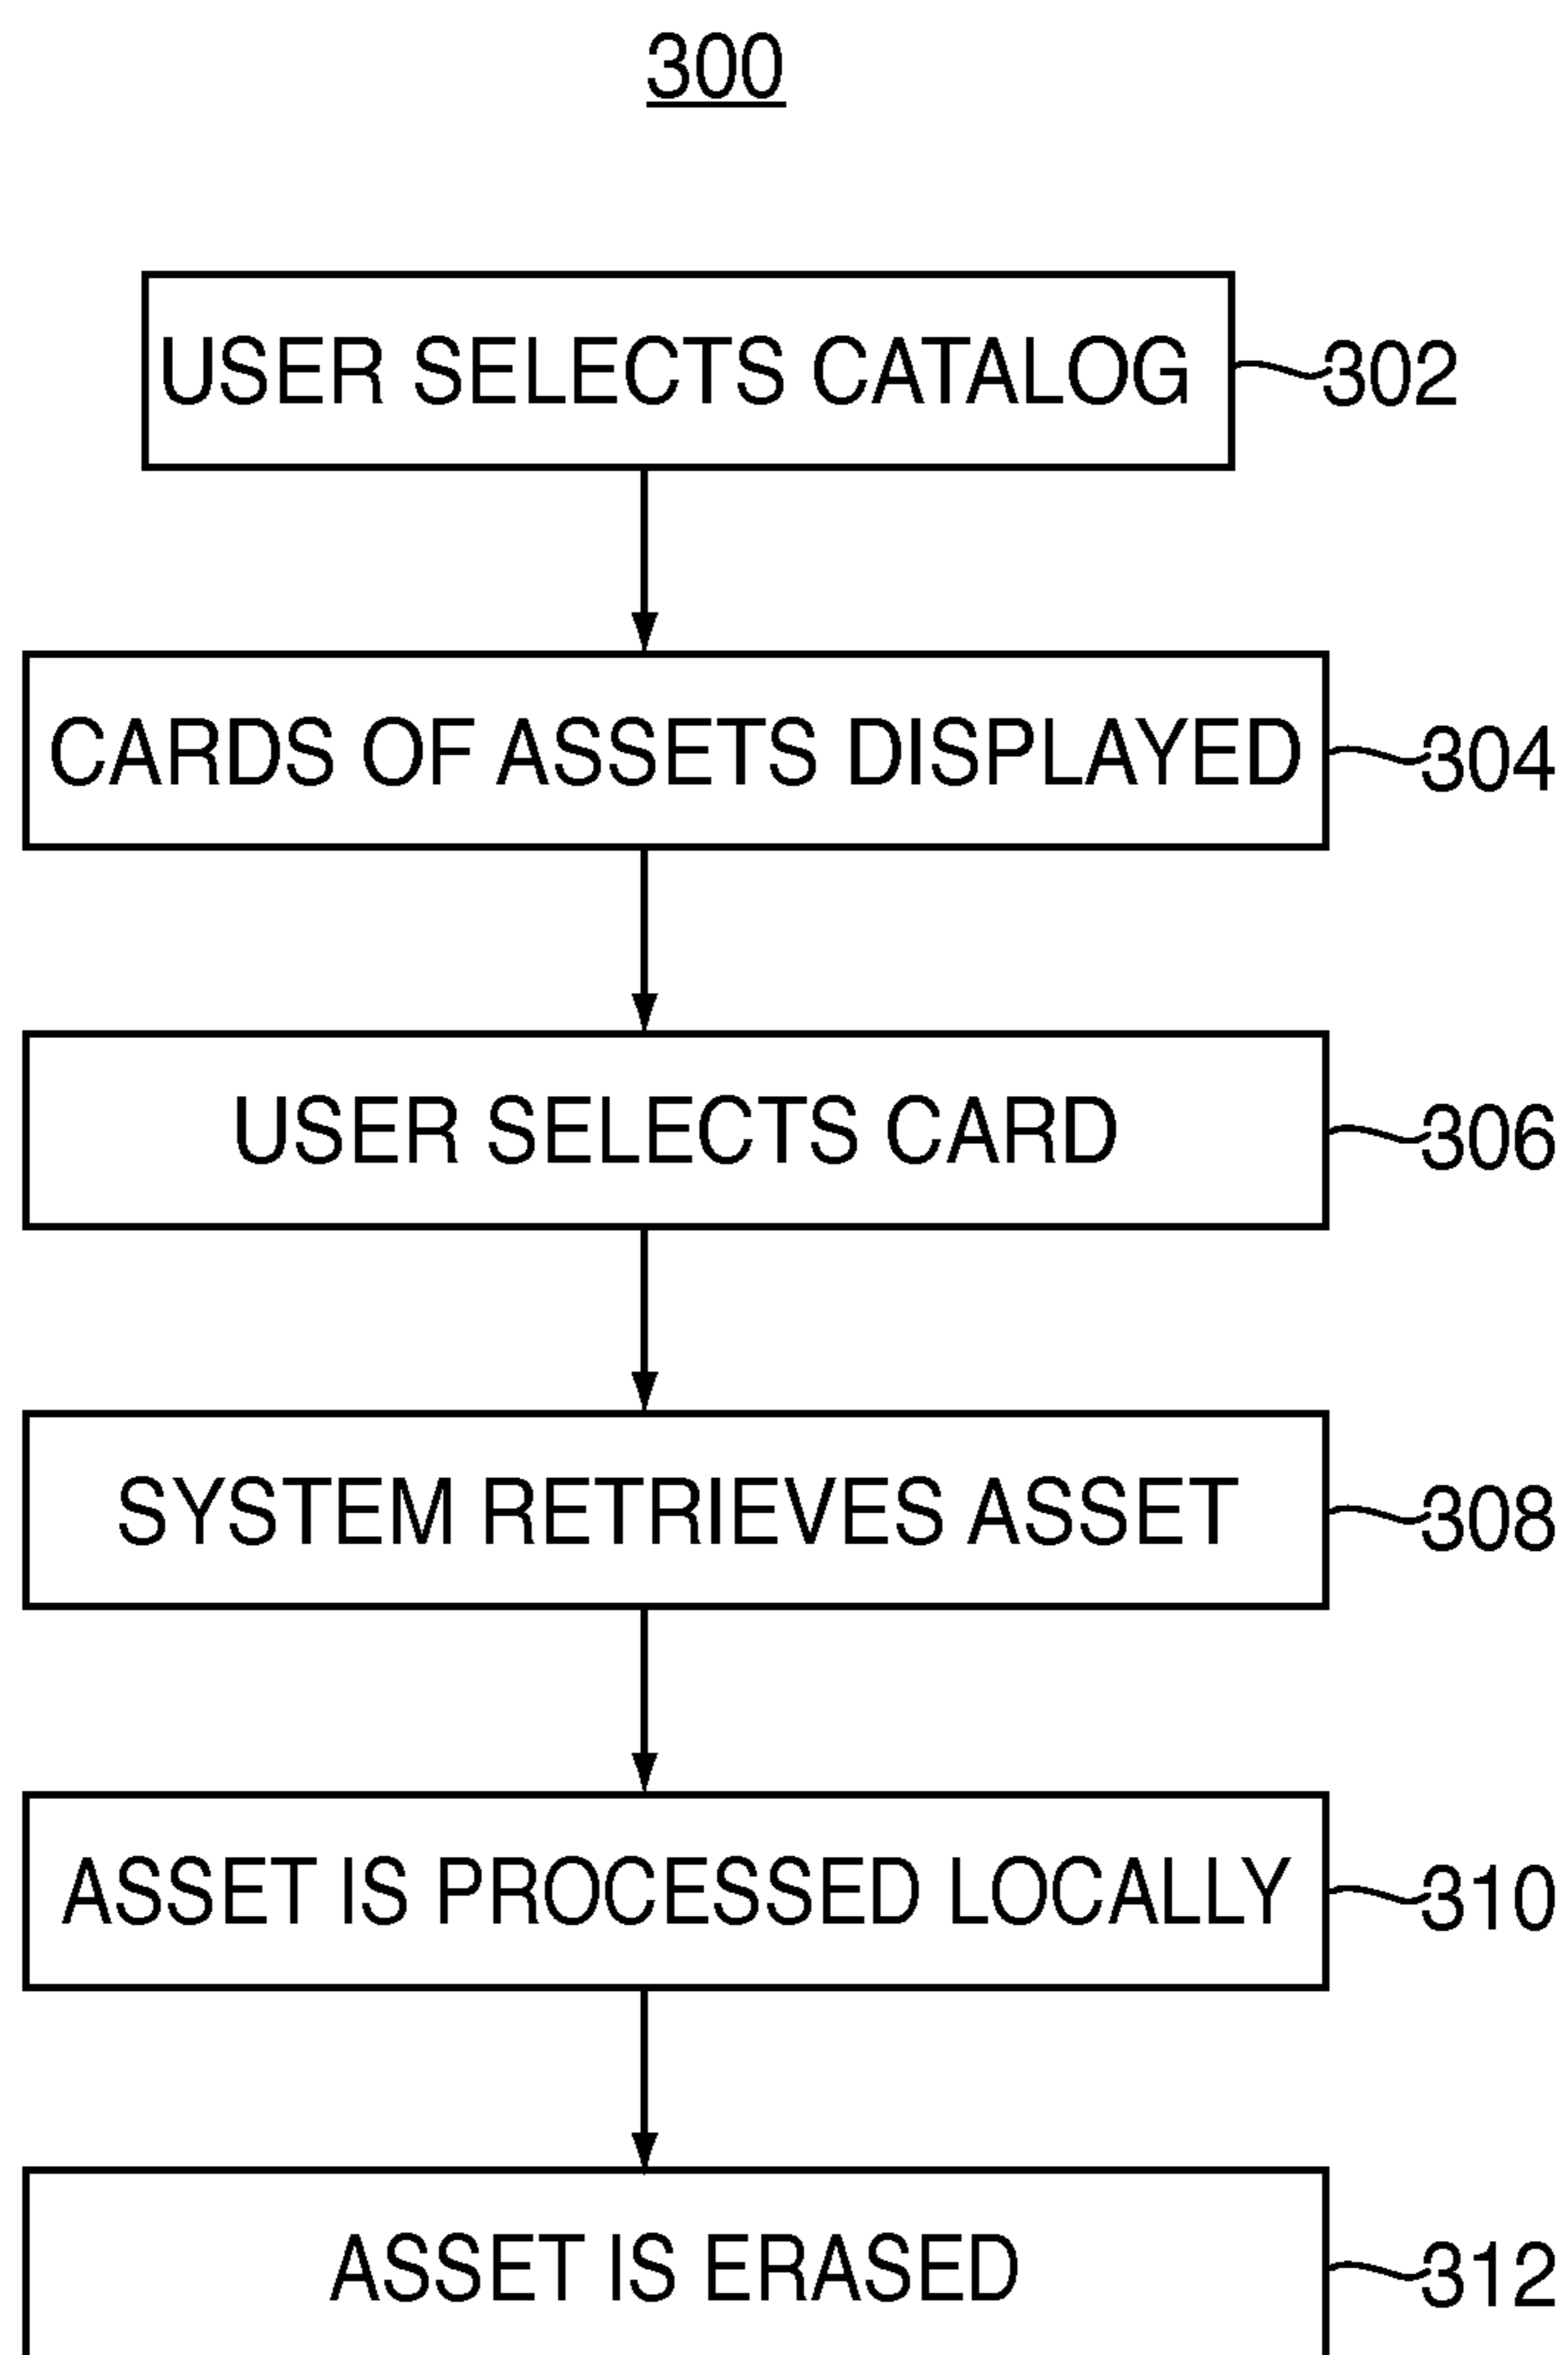 300
USER SELECTS CATALOG 302
CARDS OF ASSETS DISPLAYED 304
USER SELECTS CARD 306
SYSTEM RETRIEVES ASSET 308
ASSET IS PROCESSED LOCALLY 310
ASSET IS ERASED 312